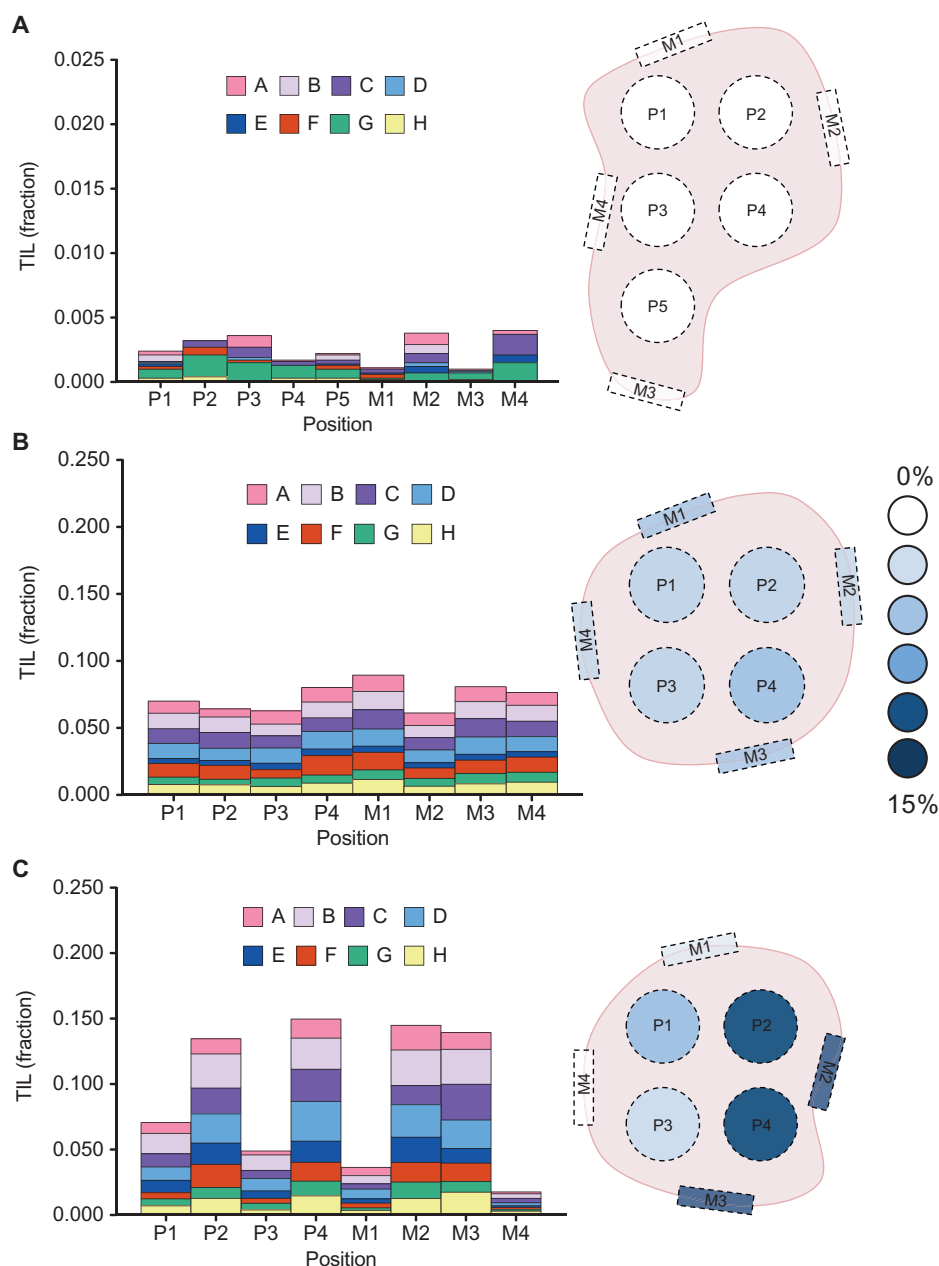 A
0.025
0.020
0.015
0.010
0.005
0.000
TIL (fraction)
A B C D
E F G H
P1 P2 P3 P4 P5 M1 M2 M3 M4
Position
M1
P1 P2
M2
P3 P4
M4
P5
M3
B
0.250
0.200
0.150
0.100
0.050
0.000
TIL (fraction)
A B C D
E F G H
P1 P2 P3 P4 M1 M2 M3 M4
Position
M1
P1 P2
M2
M4
P3 P4
M3
0%
15%
C
0.250
0.200
0.150
0.100
0.050
0.000
TIL (fraction)
A B C D
E F G H
P1 P2 P3 P4 M1 M2 M3 M4
Position
M1
P1 P2
M2
M4
P3 P4
M3